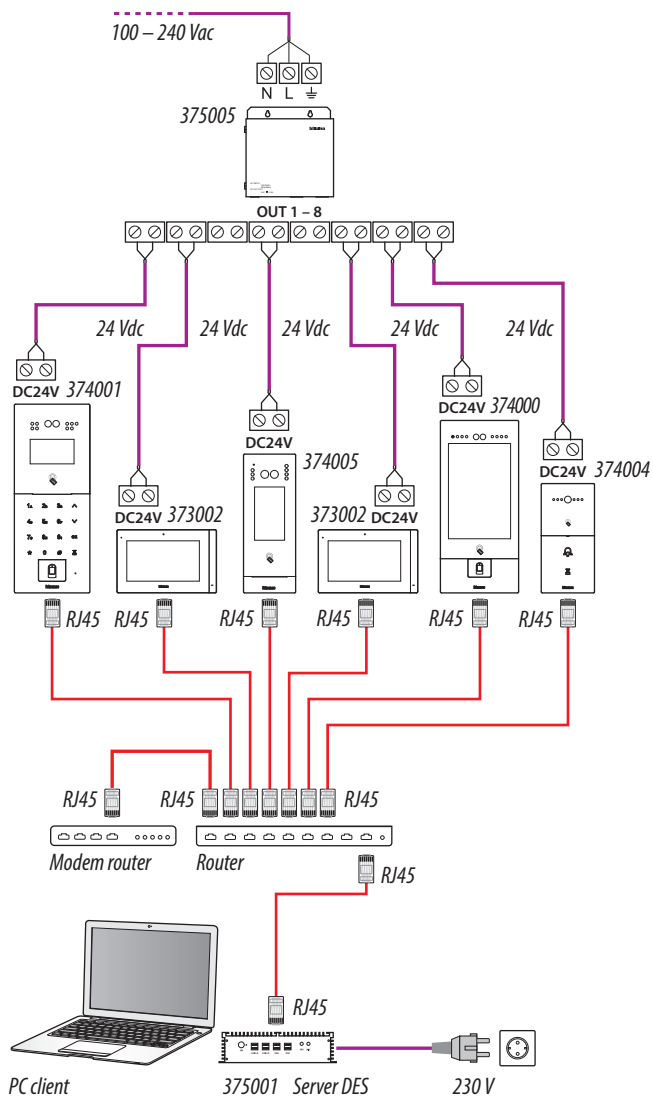 100 – 240 Vac
N L
375005
OUT 1 – 8
24 Vdc 24 Vdc 24 Vdc 24 Vdc 24 Vdc
DC24V 374001
DC24V 374000
DC24V
374005
DC24V 374004
DC24V 373002
373002 DC24V
RJ45 RJ45 RJ45 RJ45 RJ45 RJ45
RJ45 RJ45 RJ45
Modem router Router
RJ45
RJ45
PC client 375001 Server DES 230 V